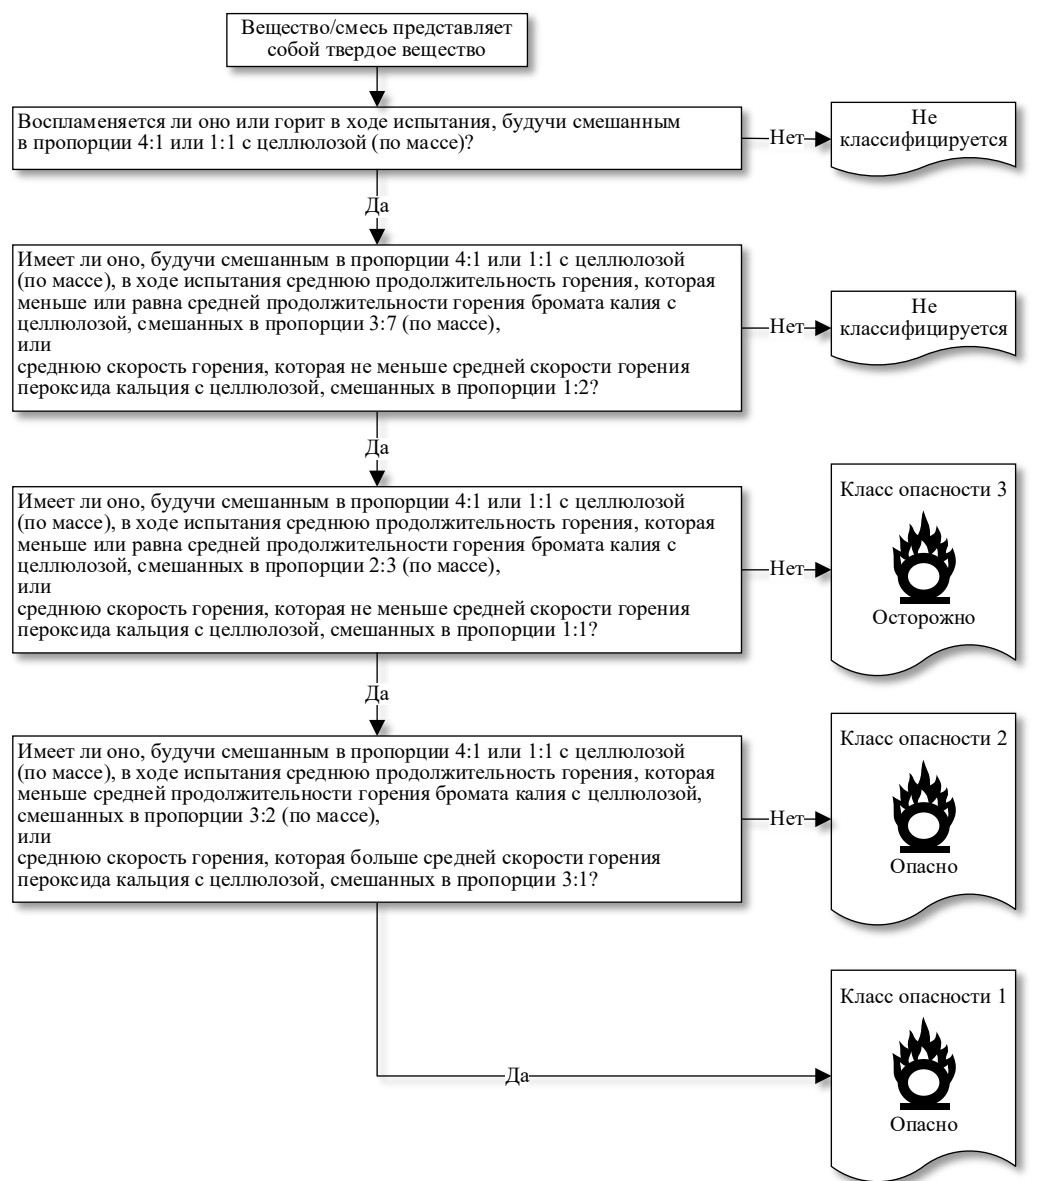 Вещество/смесь представляет
собой твердое вещество
Воспламеняется ли оно или горит в ходе испытания, будучи смешанным
в пропорции 4:1 или 1:1 с целлюлозой (по массе)?
Нет
Не
классифицируется
Да
Имеет ли оно, будучи смешанным в пропорции 4:1 или 1:1 с целлюлозой
(по массе), в ходе испытания среднюю продолжительность горения, которая
меньше или равна средней продолжительности горения бромата калия с
целлюлозой, смешанных в пропорции 3:7 (по массе),
или
среднюю скорость горения, которая не меньше средней скорости горения
пероксида кальция с целлюлозой, смешанных в пропорции 1:2?
Нет
Не
классифицируется
Да
Имеет ли оно, будучи смешанным в пропорции 4:1 или 1:1 с целлюлозой
(по массе), в ходе испытания среднюю продолжительность горения, которая
меньше или равна средней продолжительности горения бромата калия с
целлюлозой, смешанных в пропорции 2:3 (по массе),
или
среднюю скорость горения, которая не меньше средней скорости горения
пероксида кальция с целлюлозой, смешанных в пропорции 1:1?
Нет
Класс опасности 3
Осторожно
Да
Имеет ли оно, будучи смешанным в пропорции 4:1 или 1:1 с целлюлозой
(по массе), в ходе испытания среднюю продолжительность горения, которая
меньше средней продолжительности горения бромата калия с целлюлозой,
смешанных в пропорции 3:2 (по массе),
или
среднюю скорость горения, которая больше средней скорости горения
пероксида кальция с целлюлозой, смешанных в пропорции 3:1?
Нет
Класс опасности 2
Опасно
Да
Класс опасности 1
Опасно